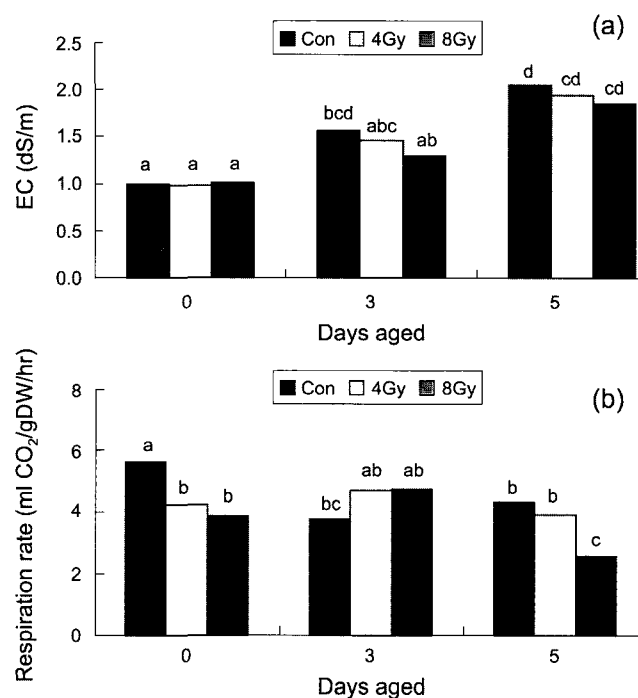 (a)
Con 4Gy 8Gy
2.5
2.0
1.5
1.0
0.5
0.0
EC (dS/m)
a a a
bcd abc ab
d cd cd
0 3 5
Days aged
(b)
Con 4Gy 8Gy
8
6
4
2
0
Respiration rate (ml CO₂/gDW/hr)
a b b
bc ab ab
b b c
0 3 5
Days aged